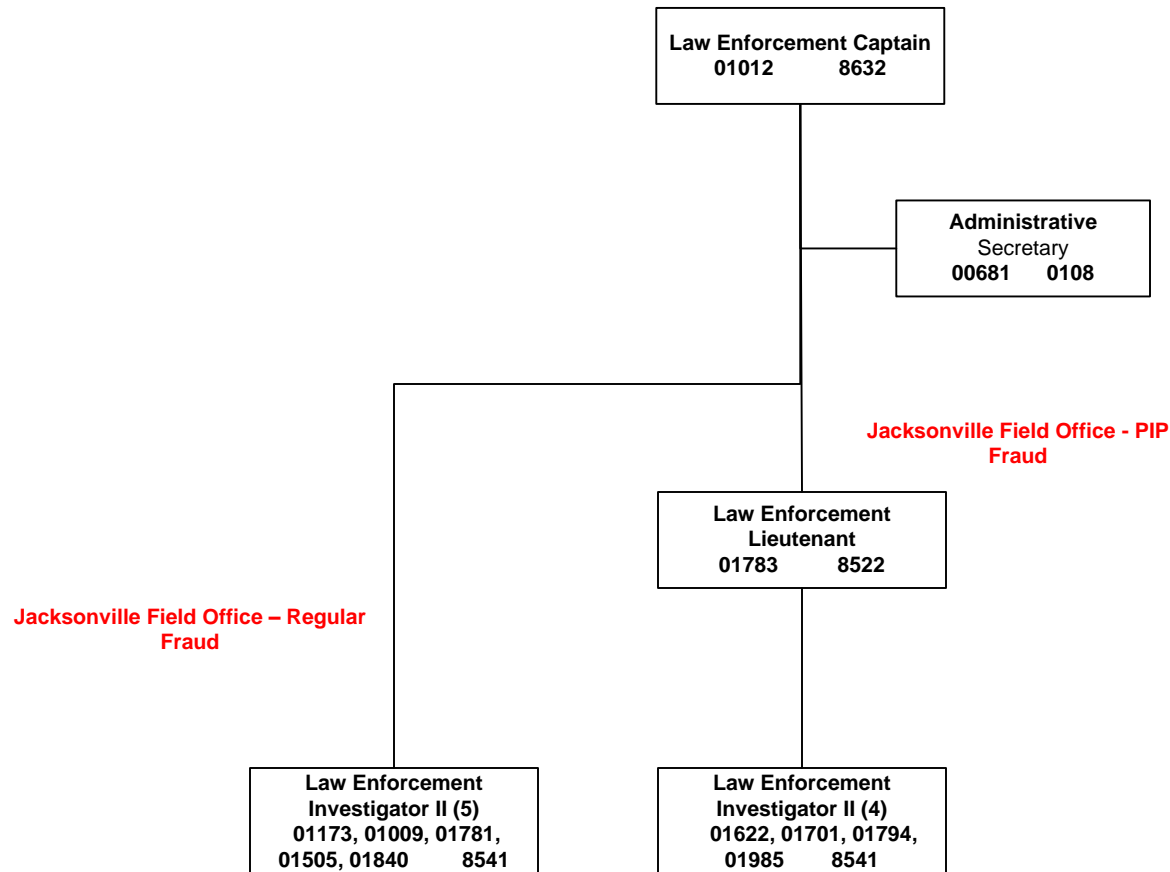 Law Enforcement Captain
01012 8632
Administrative
Secretary
00681 0108
Jacksonville Field Office - PIP
Fraud
Law Enforcement
Lieutenant
01783 8522
Jacksonville Field Office – Regular
Fraud
Law Enforcement
Investigator II (5)
01173, 01009, 01781,
01505, 01840 8541
Law Enforcement
Investigator II (4)
01622, 01701, 01794,
01985 8541